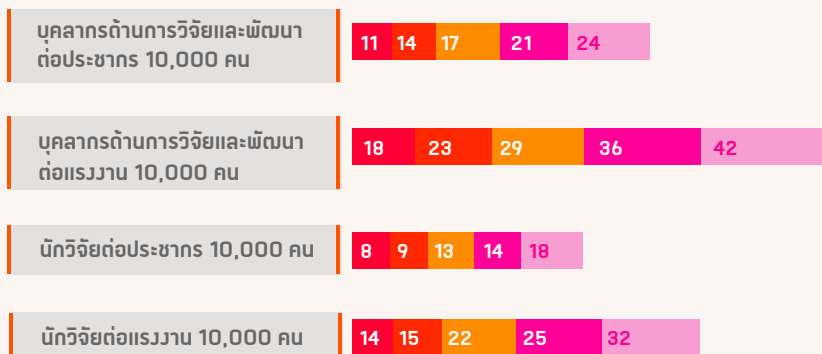 บุคลากรด้านการวิจัยและพัฒนา
ต่อประชากร 10,000 คน
11 14 17 21 24
บุคลากรด้านการวิจัยและพัฒนา
ต่อแรงงาน 10,000 คน
18 23 29 36 42
นักวิจัยต่อประชากร 10,000 คน
8 9 13 14 18
นักวิจัยต่อแรงงาน 10,000 คน
14 15 22 25 32